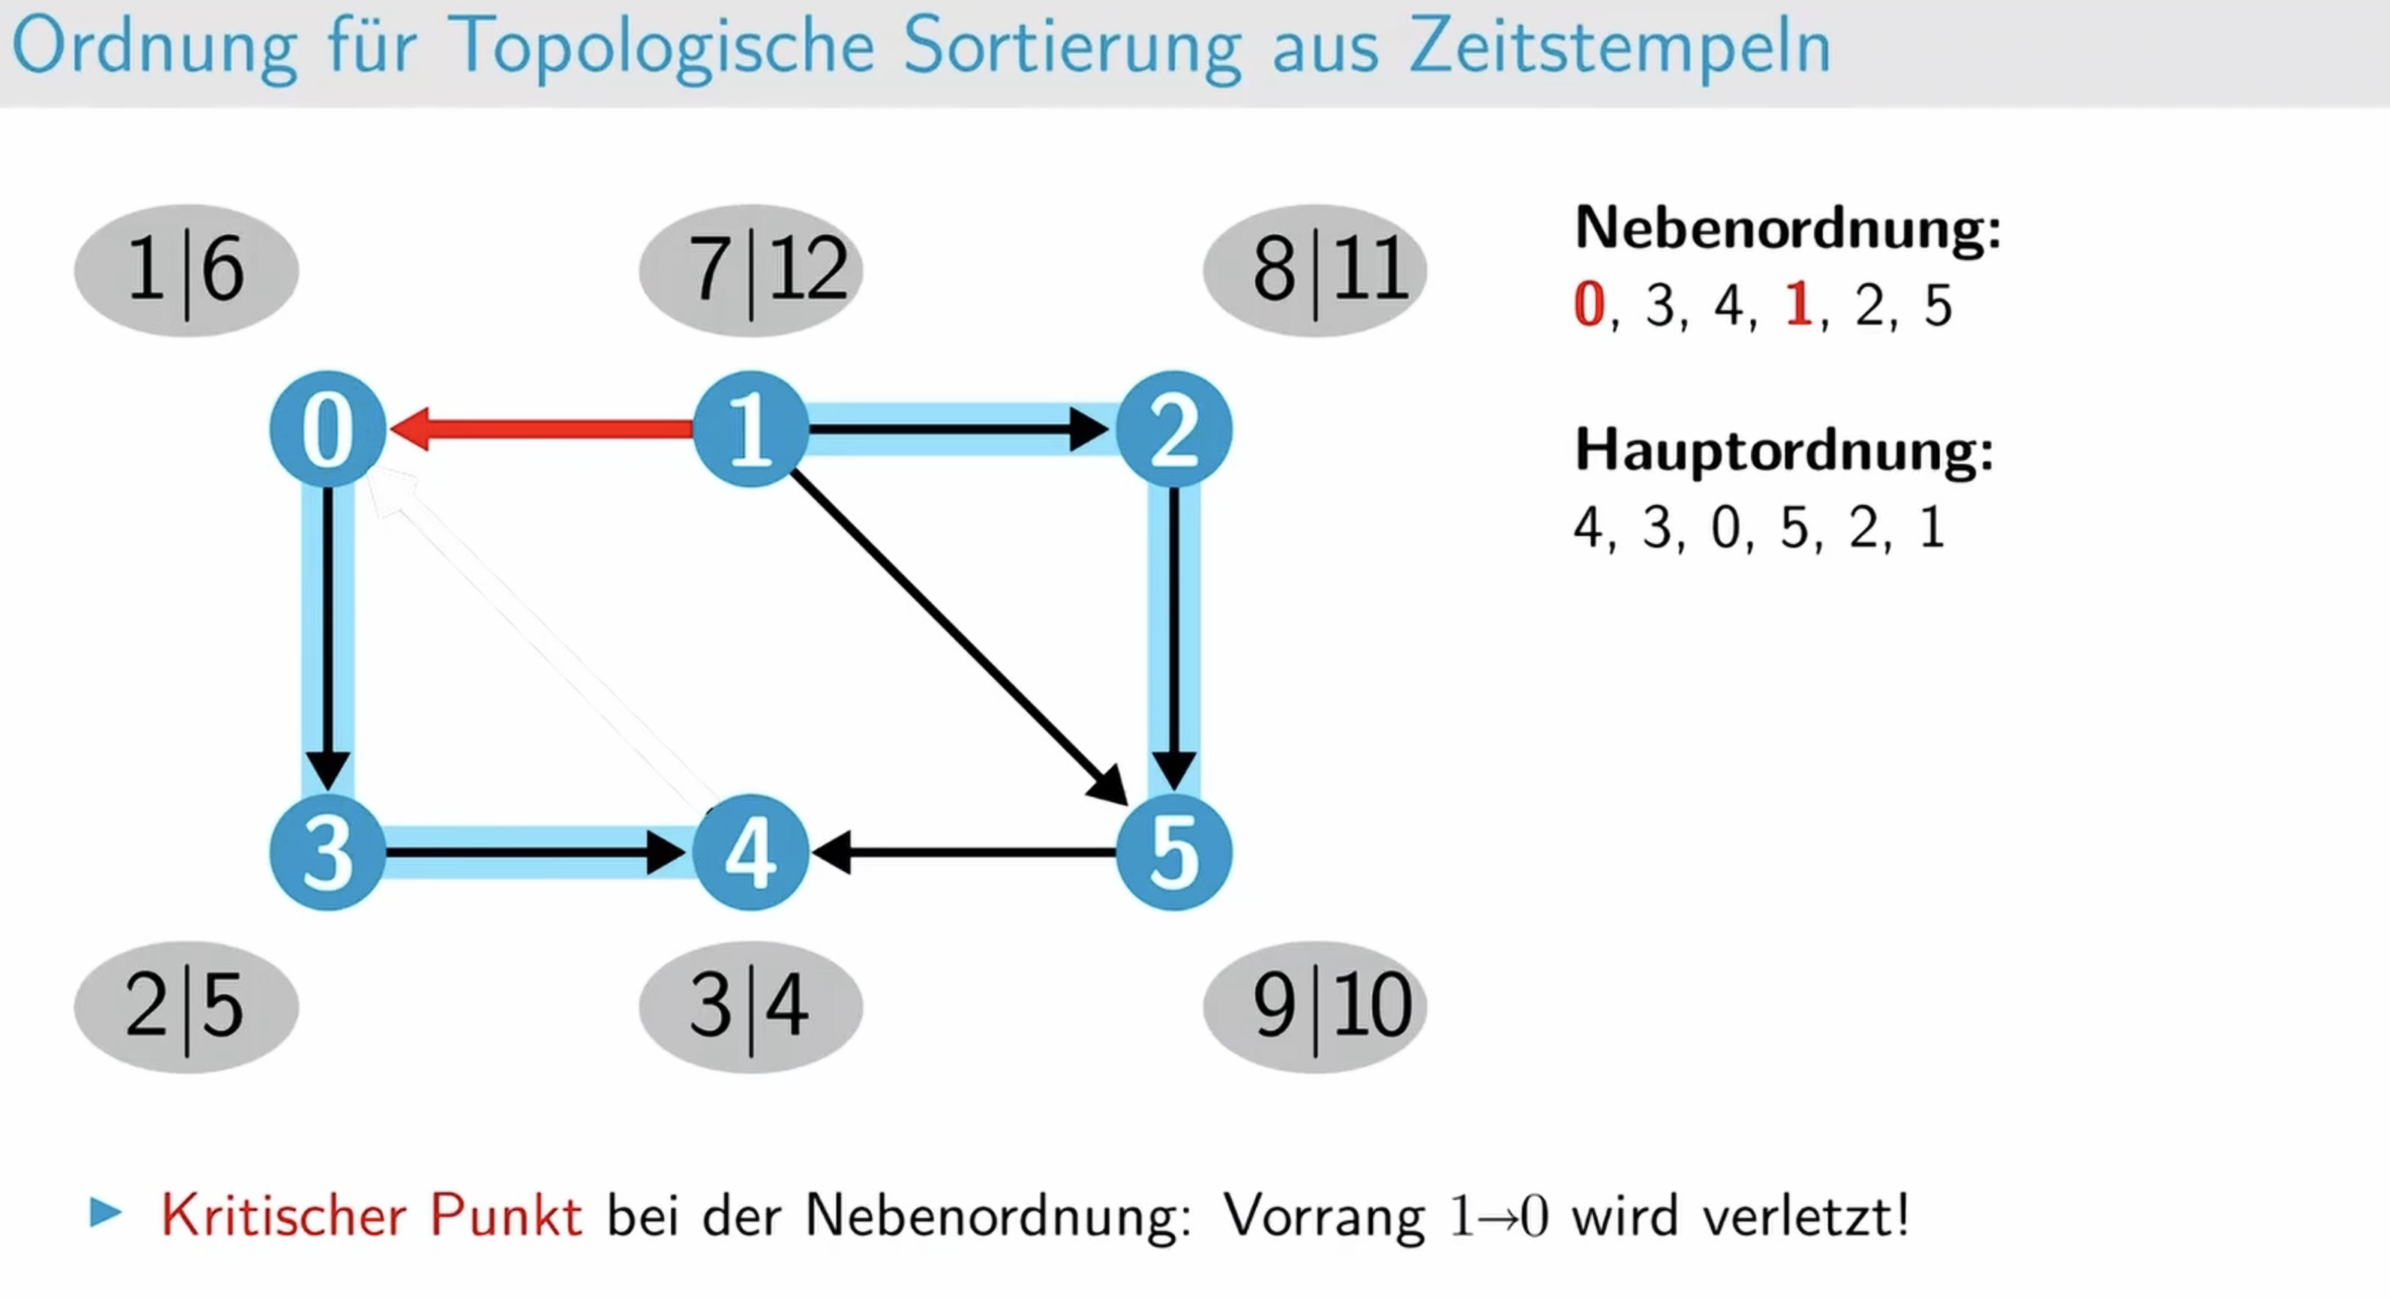 Ordnung für Topologische Sortierung aus Zeitstempeln
1|6
7|12
8|11
Nebenordnung:
0, 3, 4, 1, 2, 5
Hauptordnung:
4, 3, 0, 5, 2, 1
0
1
2
3
4
5
2|5
3|4
9|10
Kritischer Punkt bei der Nebenordnung: Vorrang 1→0 wird verletzt!